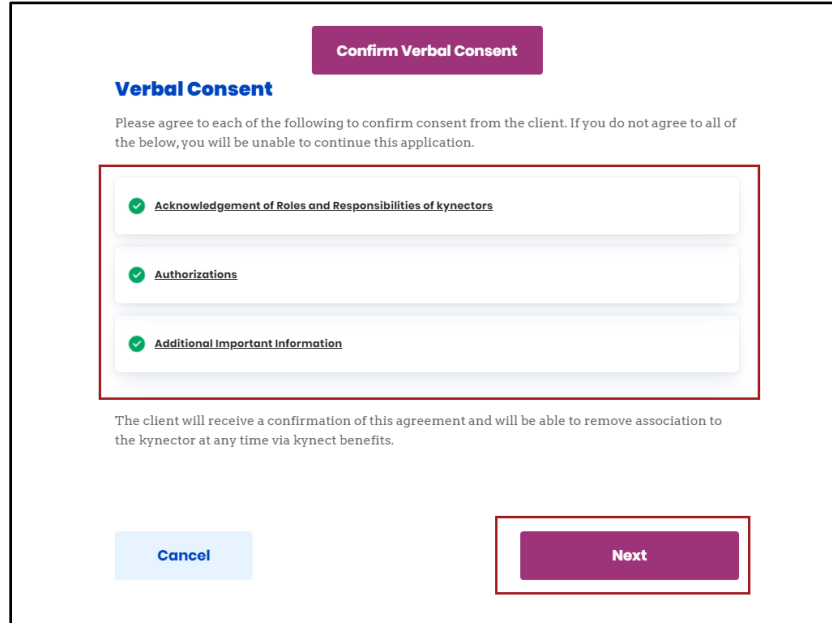 Confirm Verbal Consent
Verbal Consent
Please agree to each of the following to confirm consent from the client. If you do not agree to all of
the below, you will be unable to continue this application.
Acknowledgement of Roles and Responsibilities of kynectors
Authorizations
Additional Important Information
The client will receive a confirmation of this agreement and will be able to remove association to
the kynector at any time via kynect benefits.
Cancel
Next